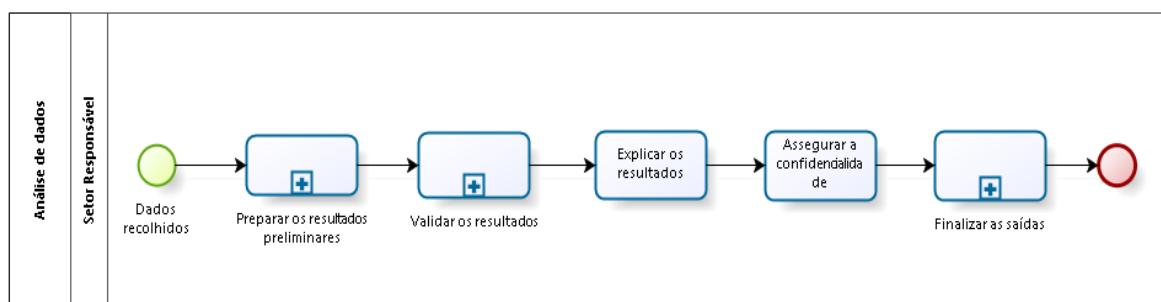 Análise de dados
Setor Responsável
Dados
recolhidos
Preparar os resultados
preliminares
Validar os resultados
Explicar os
resultados
Assegurar a
confidencialida
de
Finalizar as saídas